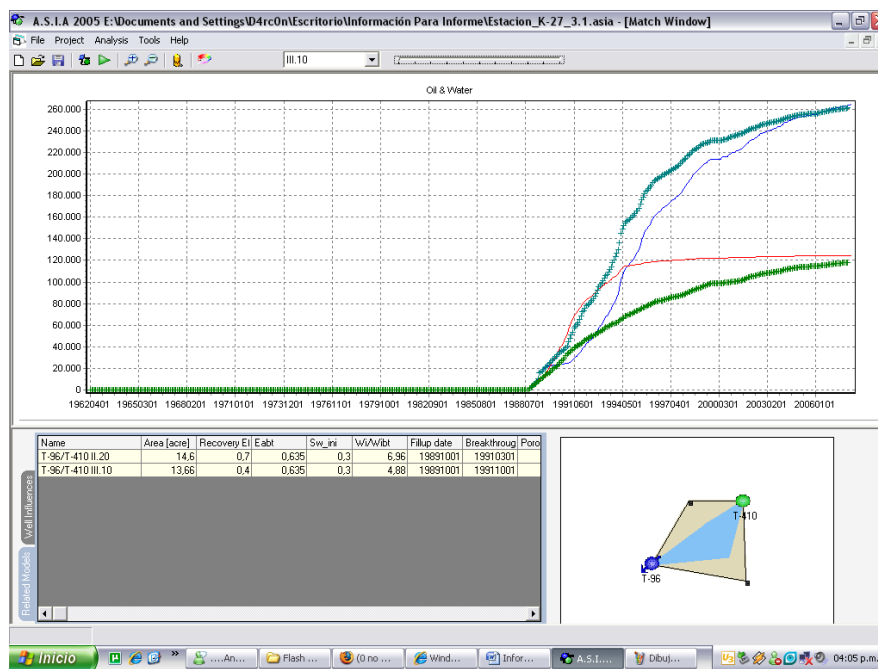 A.S.I.A 2005 E:\Documents and Settings\D4rc0n\Escritorio\Información Para Informe\Estacion_K-27_3.1.asia - [Match Window]
File Project Analysis Tools Help
III.10
Oil & Water
260.000
240.000
220.000
200.000
180.000
160.000
140.000
120.000
100.000
80.000
60.000
40.000
20.000
0
19620401 19650301 19680201 19710101 19731201 19761101 19791001 19820901 19850801 19880701 19910601 19940501 19970401 20000301 20030201 20060101
Name Area [acre] Recovery El Eabt Sw_ini Wi/Wibt Fillup date Breakthroug Poro
T-96/T-410 II.20 14,6 0,7 0,635 0,3 6,96 19891001 19910301
T-96/T-410 III.10 13,66 0,4 0,635 0,3 4,88 19891001 19911001
Well Influences
Related Models
T-410
T-96
Inicio
....An...
Flash ...
(0 no ...
Wind...
Infor...
A.S.I....
Dibuj...
04:05 p.m.